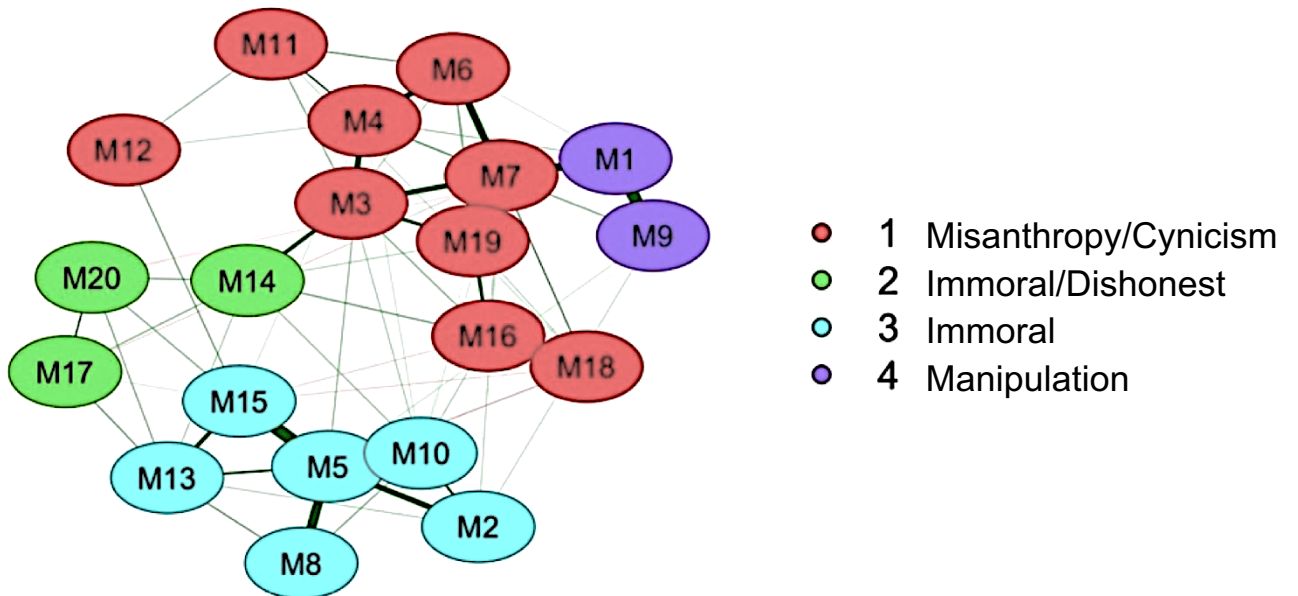 M11
M6
M4
M12
M1
M7
M3
M9
M19
M20
M14
M16
M18
M17
M15
M10
M5
M13
M2
M8
1 Misanthropy/Cynicism
2 Immoral/Dishonest
3 Immoral
4 Manipulation